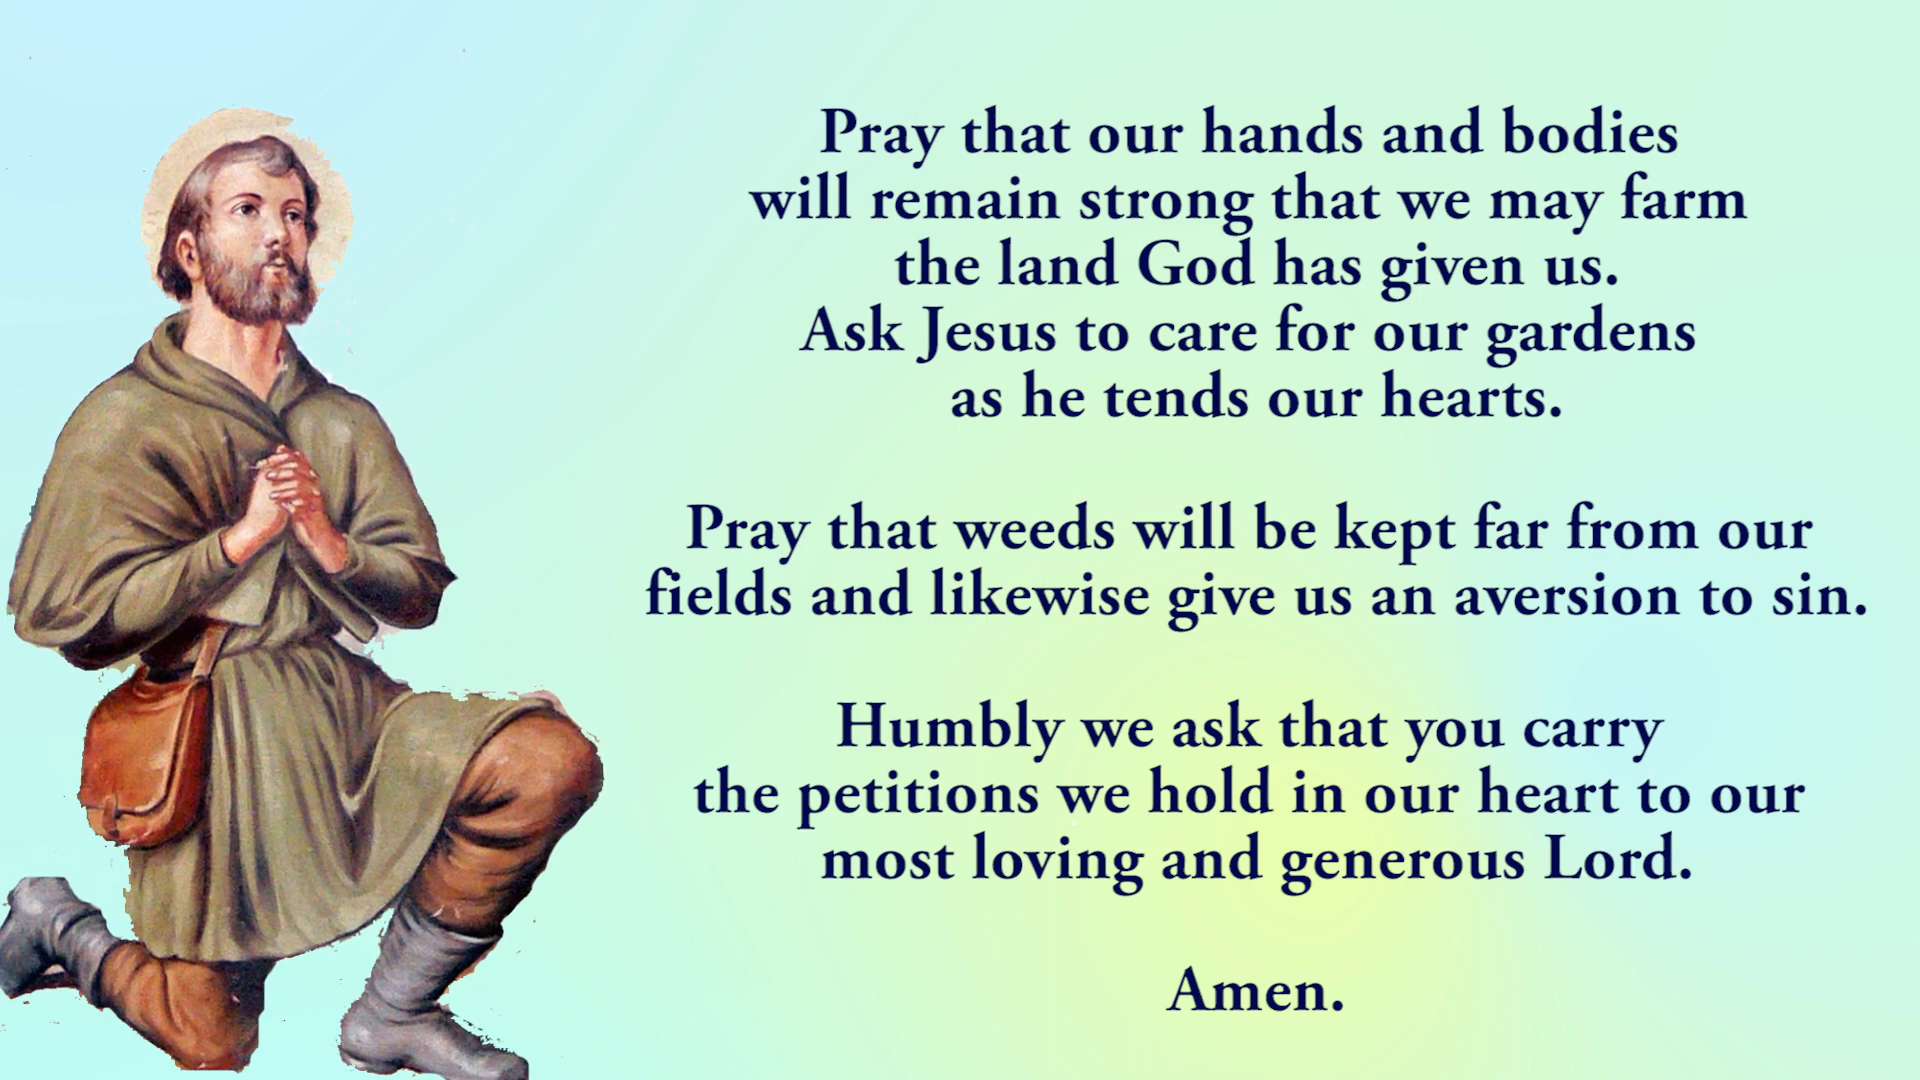 Pray that our hands and bodies
will remain strong that we may farm
the land God has given us.
Ask Jesus to care for our gardens
as he tends our hearts.
Pray that weeds will be kept far from our
fields and likewise give us an aversion to sin.
Humbly we ask that you carry
the petitions we hold in our heart to our
most loving and generous Lord.
Amen.